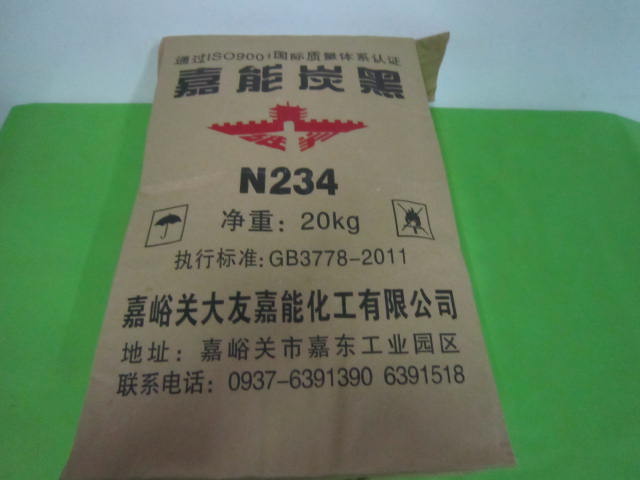 通过ISO9001国际质量体系认证
嘉能炭黑
N234
净重：20kg
执行标准：GB3778-2011
嘉峪关大友嘉能化工有限公司
地址：嘉峪关市嘉东工业园区
联系电话：0937-6391390 6391518